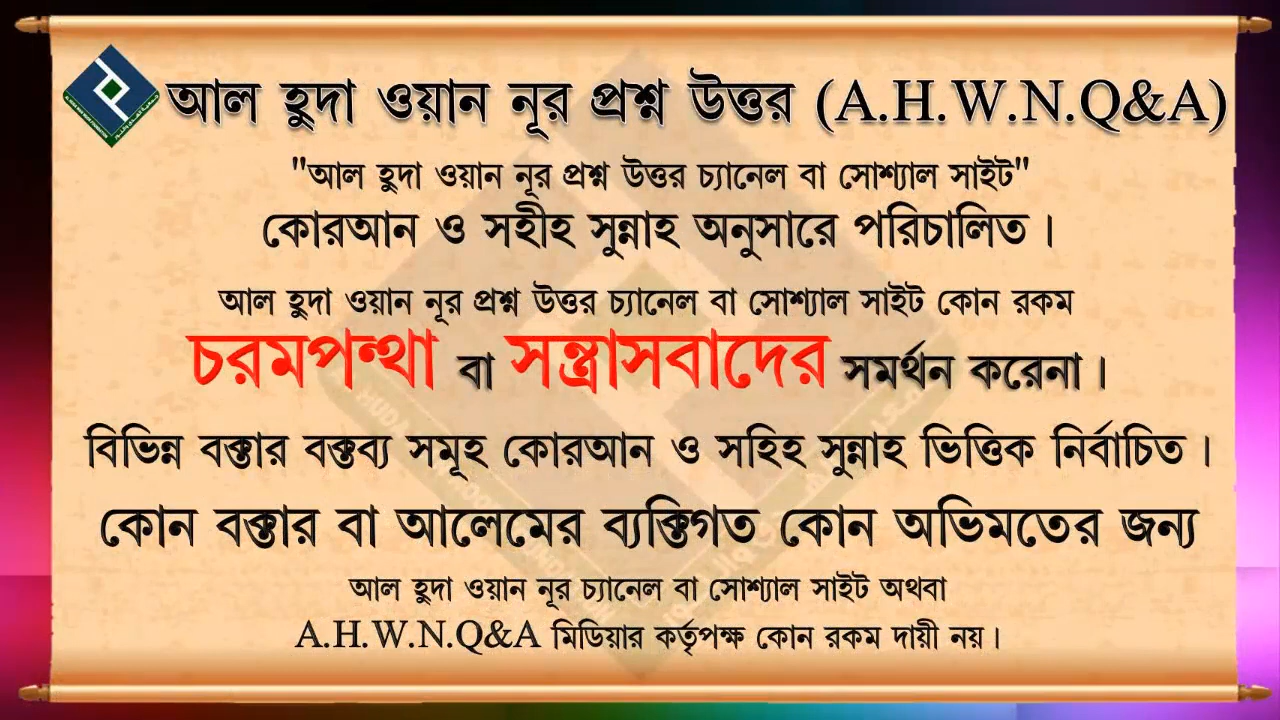 আল হুদা ওয়ান নূর প্রশ্ন উত্তর (A.H.W.N.Q&A)
"আল হুদা ওয়ান নূর প্রশ্ন উত্তর চ্যানেল বা সোশ্যাল সাইট"
কোরআন ও সহীহ সুন্নাহ অনুসারে পরিচালিত।
আল হুদা ওয়ান নূর প্রশ্ন উত্তর চ্যানেল বা সোশ্যাল সাইট কোন রকম
চরমপন্থা বা সন্ত্রাসবাদের সমর্থন করেনা।
বিভিন্ন বক্তার বক্তব্য সমূহ কোরআন ও সহিহ সুন্নাহ ভিত্তিক নির্বাচিত।
কোন বক্তার বা আলেমের ব্যক্তিগত কোন অভিমতের জন্য
আল হুদা ওয়ান নূর চ্যানেল বা সোশ্যাল সাইট অথবা
A.H.W.N.Q&A মিডিয়ার কর্তৃপক্ষ কোন রকম দায়ী নয়।